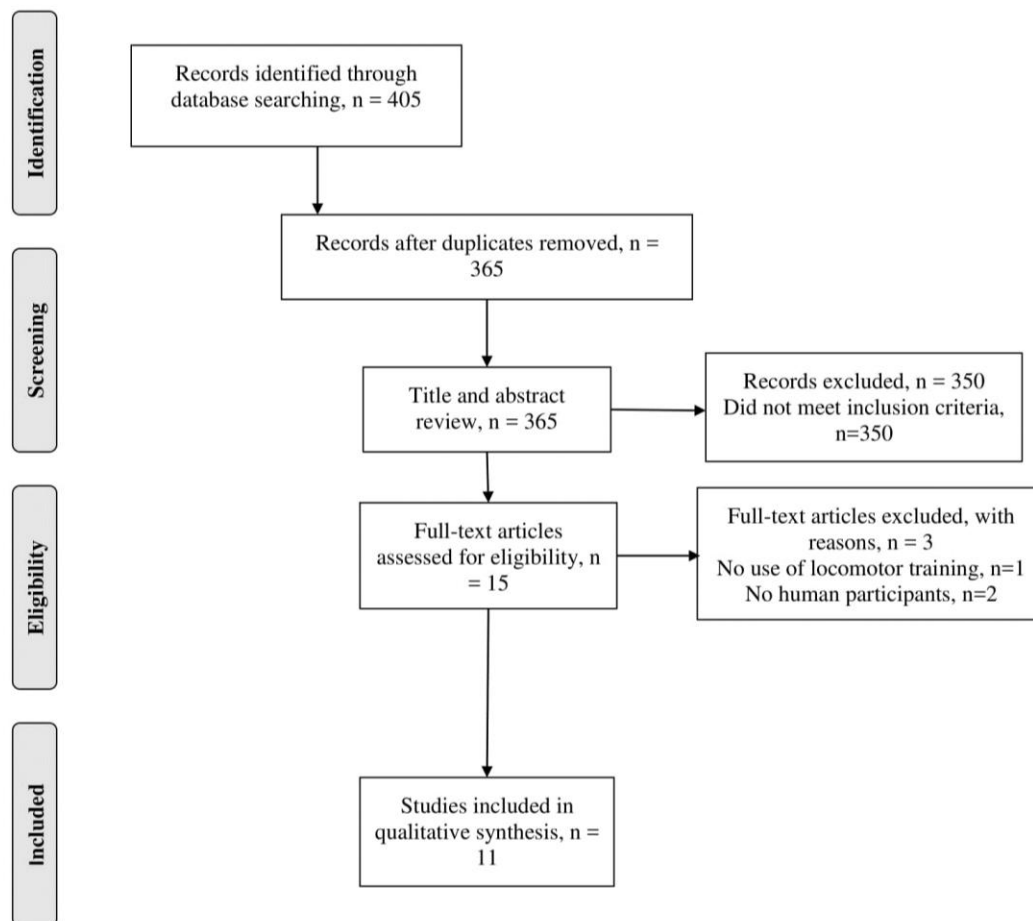 Identification
Records identified through
database searching, n = 405
Records after duplicates removed, n =
365
Screening
Title and abstract
review, n = 365
Records excluded, n = 350
Did not meet inclusion criteria,
n=350
Eligibility
Full-text articles
assessed for eligibility, n
= 15
Full-text articles excluded, with
reasons, n = 3
No use of locomotor training, n=1
No human participants, n=2
Included
Studies included in
qualitative synthesis, n =
11